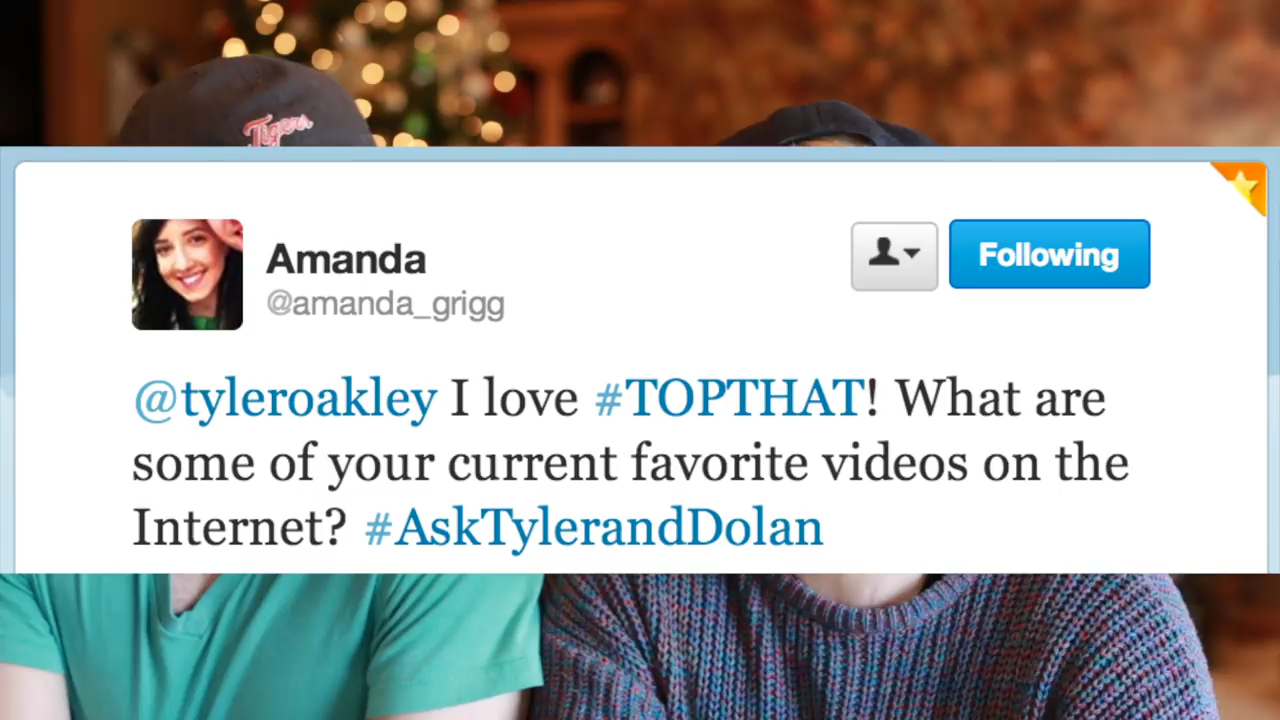 Tigers
Amanda
Following
@amanda_grigg
@tyleroakley I love #TOPTHAT! What are
some of your current favorite videos on the
Internet? #AskTylerandDolan